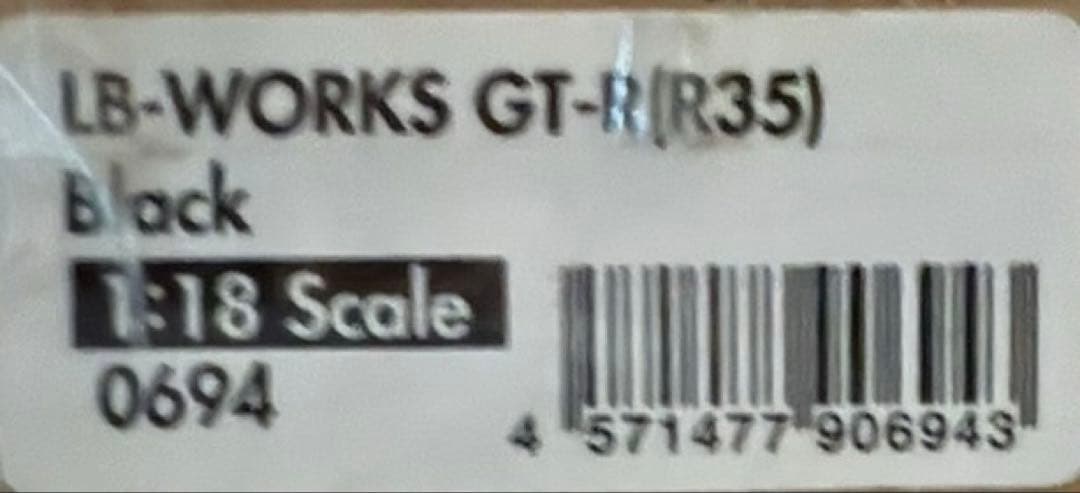 LB-WORKS GT-R(R35)
Black
1:18 Scale
0694
4 571477 906943